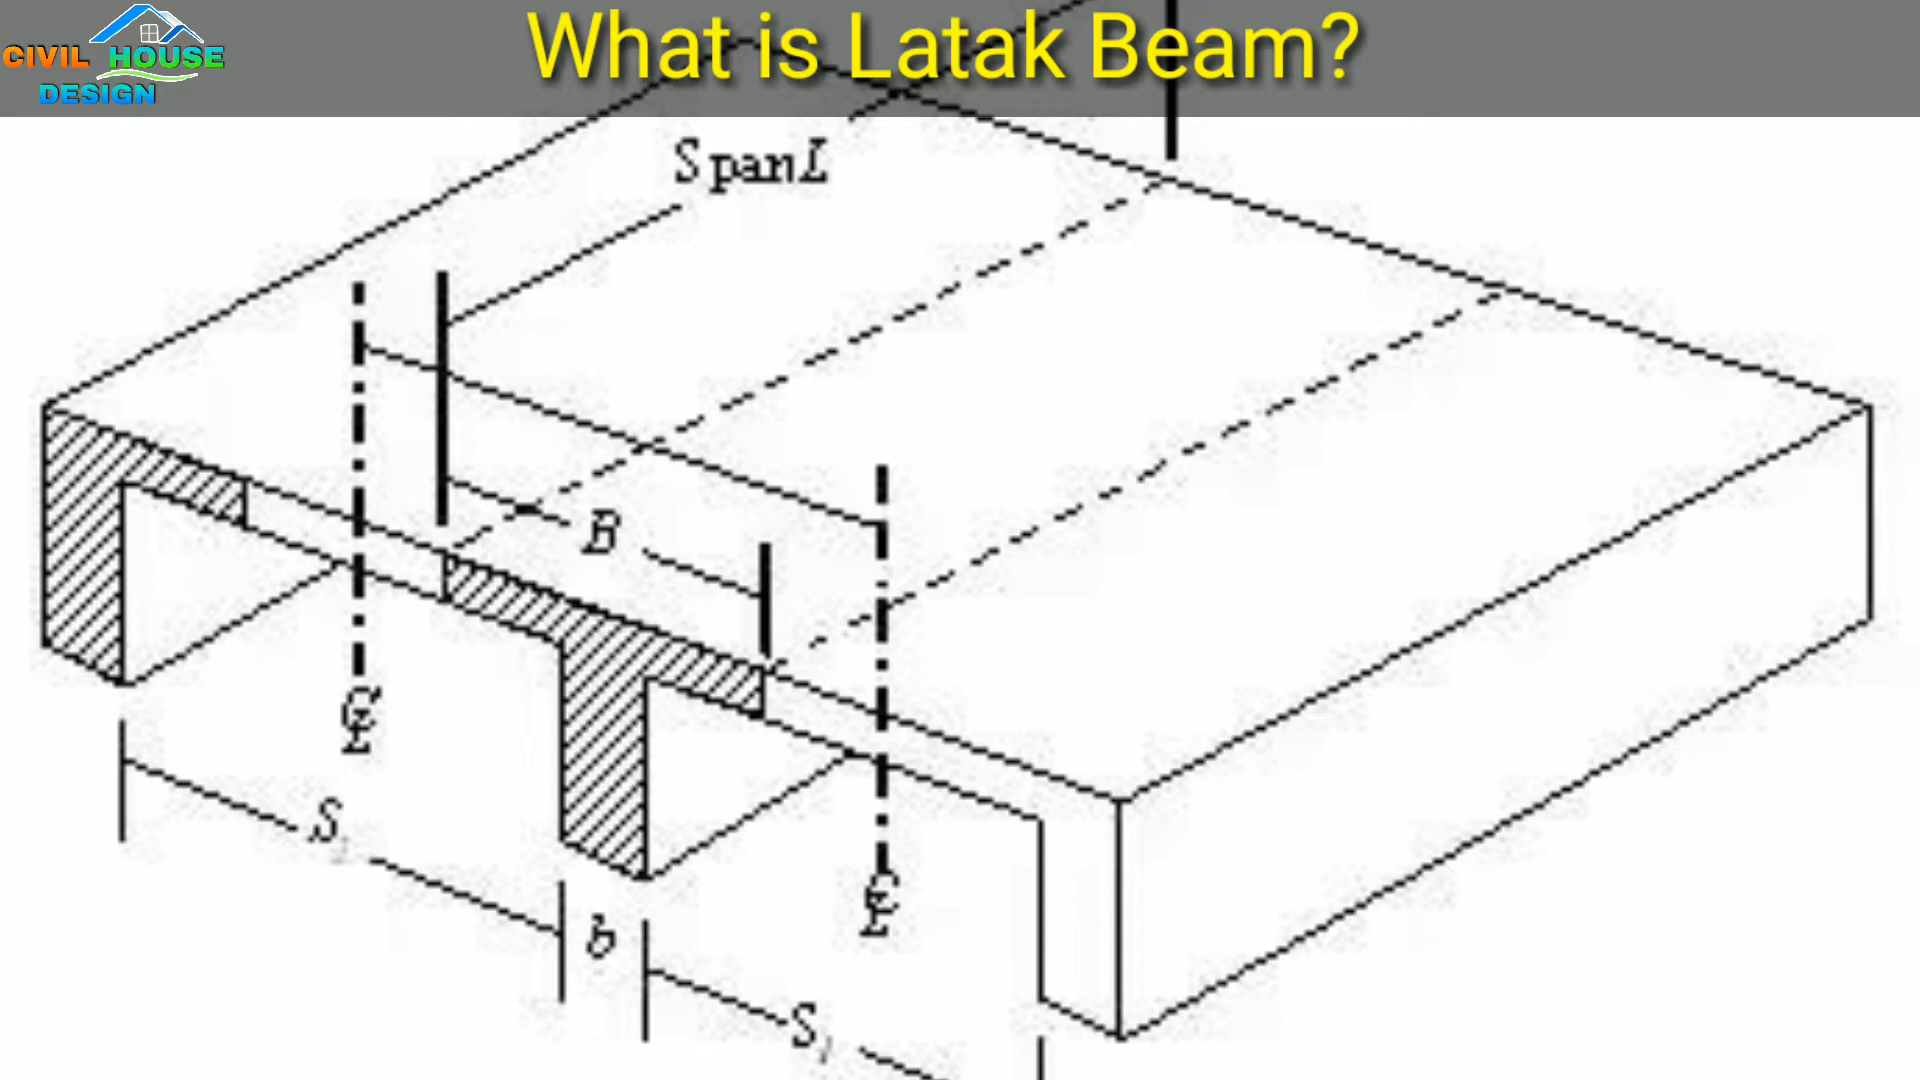 CIVIL HOUSE
DESIGN
What is Latak Beam?
Span L
B
℄
S
b
℄
S